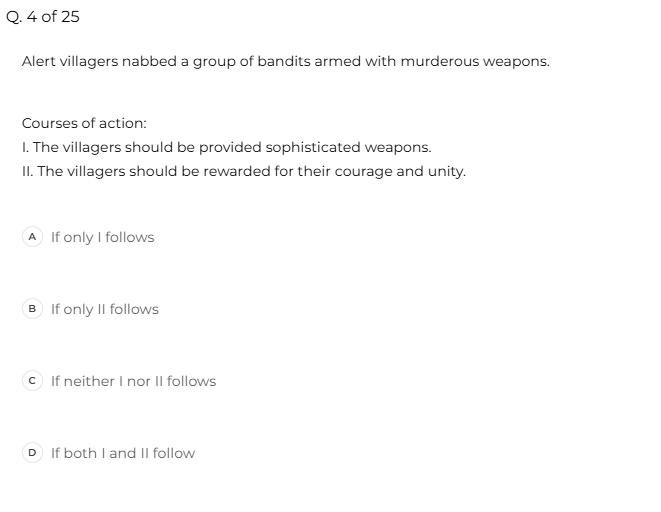 Q. 4 of 25
Alert villagers nabbed a group of bandits armed with murderous weapons.
Courses of action:
I. The villagers should be provided sophisticated weapons.
II. The villagers should be rewarded for their courage and unity.
A If only I follows
B If only II follows
C If neither I nor II follows
D If both I and II follow